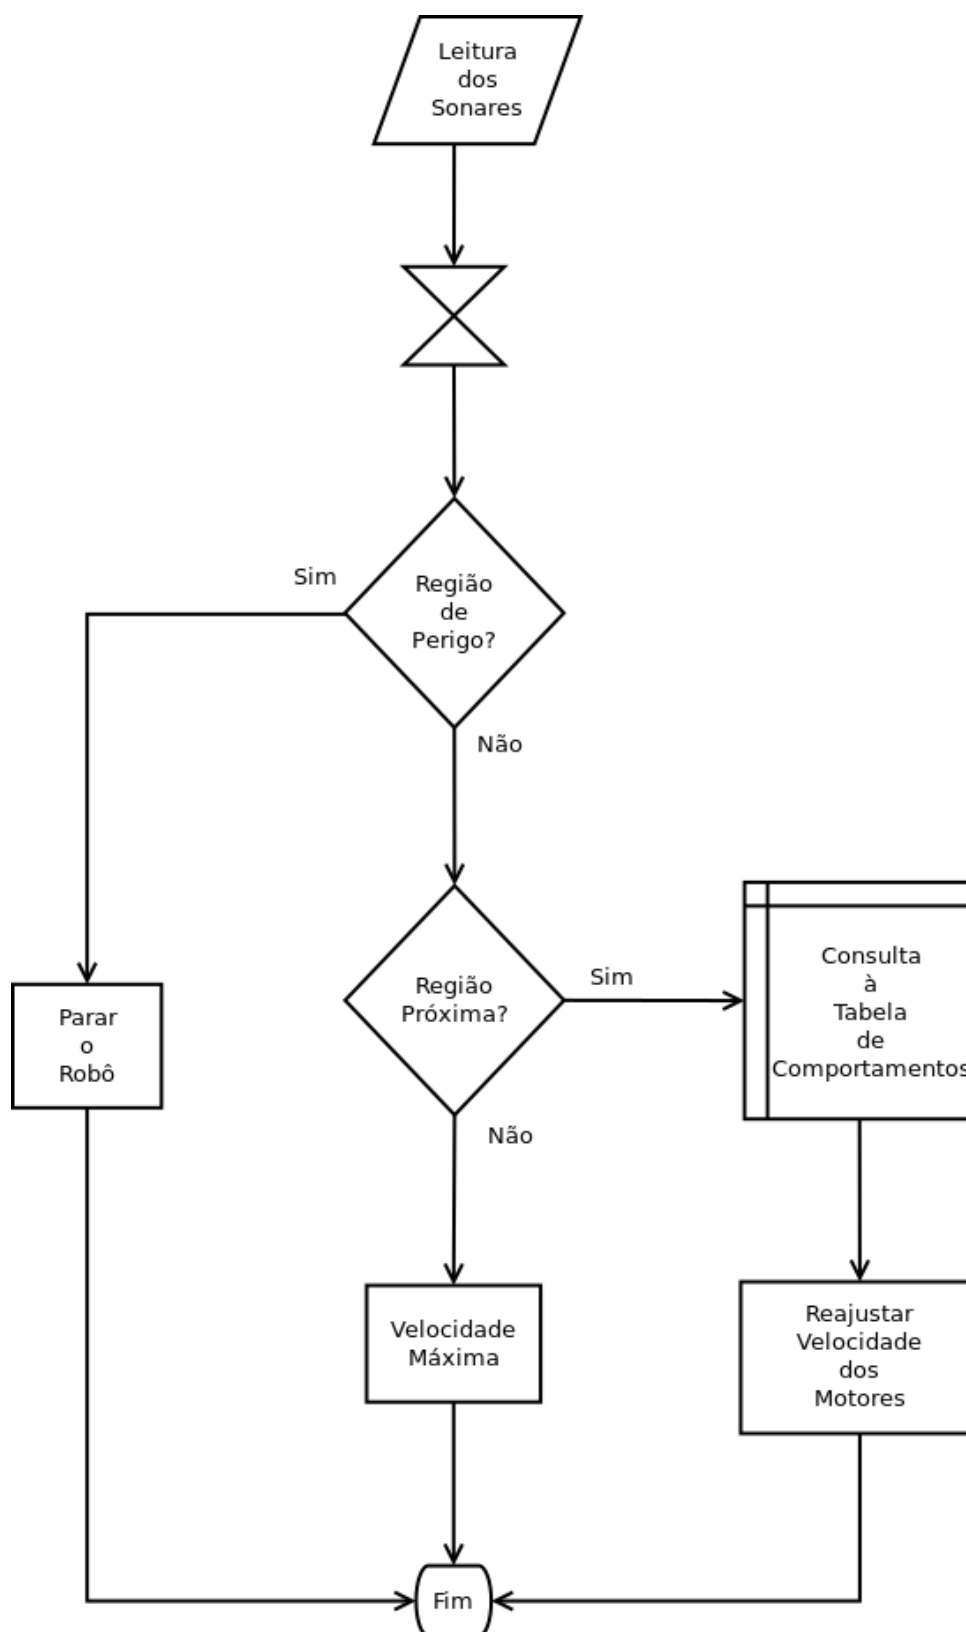 Leitura
dos
Sonares
Sim
Região
de
Perigo?
Não
Região
Próxima?
Sim
Consulta
à
Tabela
de
Comportamentos
Parar
o
Robô
Não
Velocidade
Máxima
Reajustar
Velocidade
dos
Motores
Fim